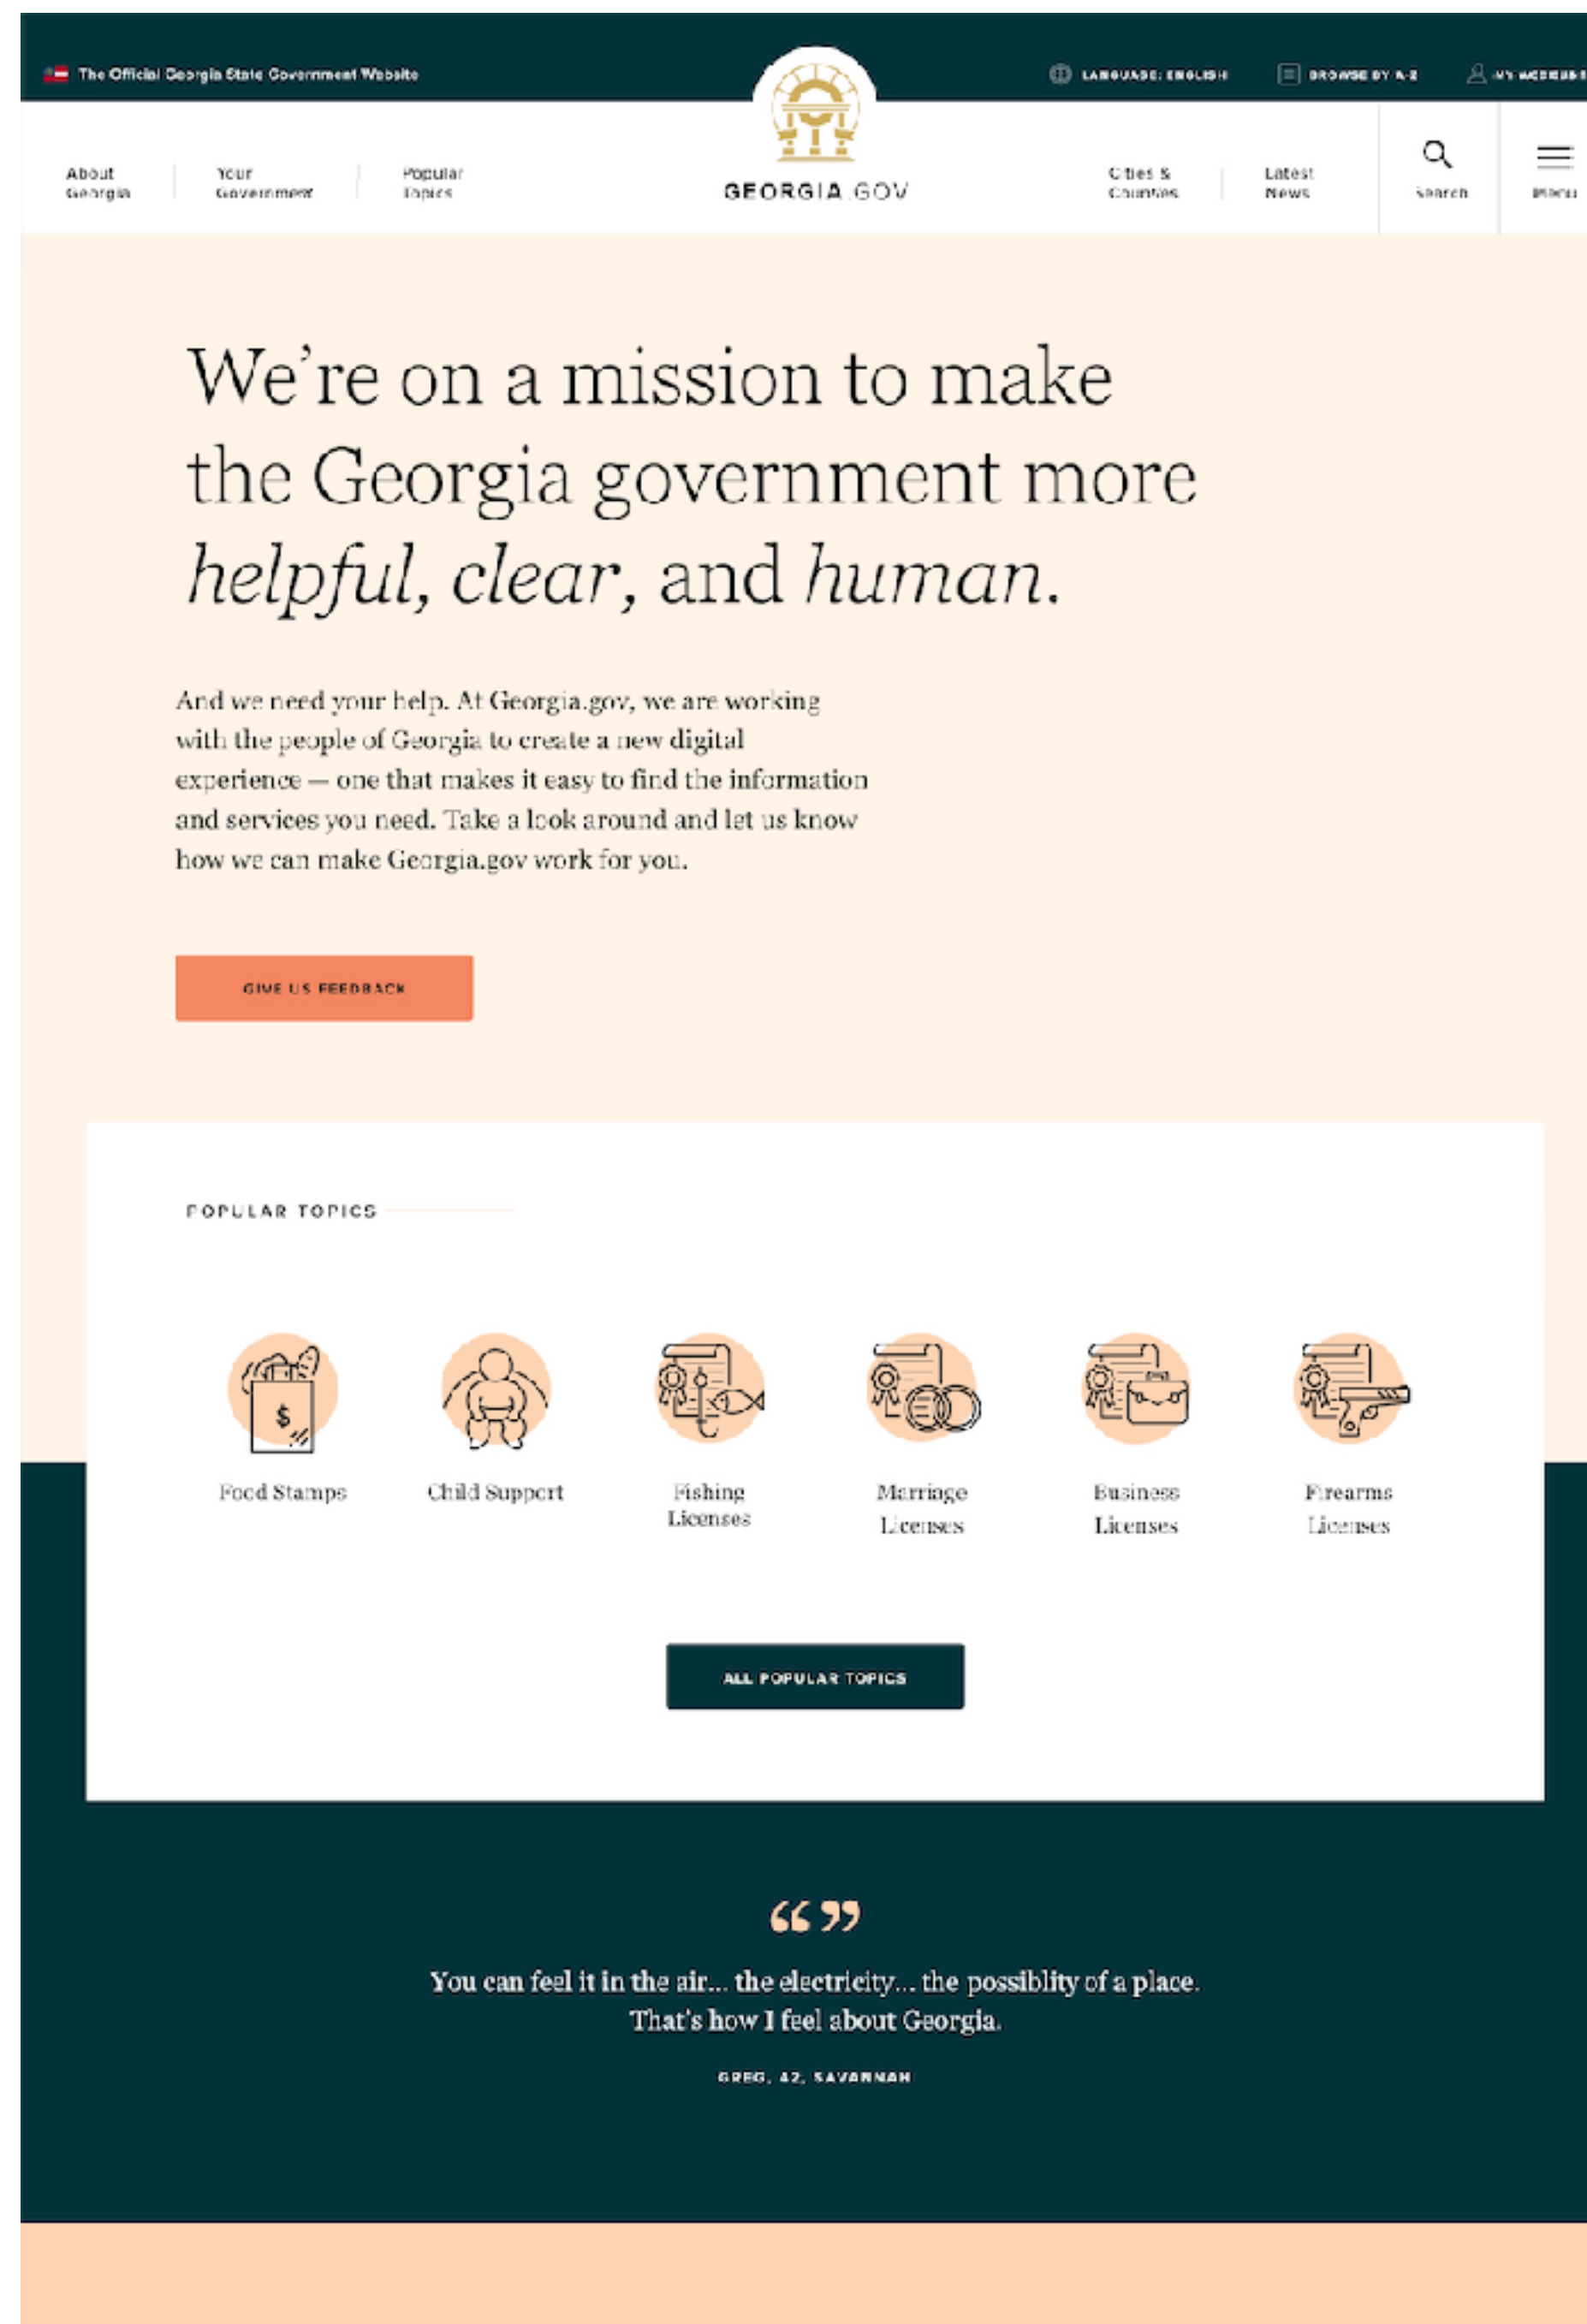 The Official Georgia State Government Website
LANGUAGE: ENGLISH
BROWSE BY A-Z
MY
About
Georgia
Your
Government
Popular
Topics
GEORGIA.GOV
Cities &
Counties
Latest
News
Search
Menu
We’re on a mission to make
the Georgia government more
helpful, clear, and human.
And we need your help. At Georgia.gov, we are working
with the people of Georgia to create a new digital
experience — one that makes it easy to find the information
and services you need. Take a look around and let us know
how we can make Georgia.gov work for you.
GIVE US FEEDBACK
POPULAR TOPICS
$
Food Stamps
Child Support
Fishing
Licenses
Marriage
Licenses
Business
Licenses
Firearms
Licenses
ALL POPULAR TOPICS
“”
You can feel it in the air... the electricity... the possiblity of a place.
That's how I feel about Georgia.
GREG, 42, SAVANNAH